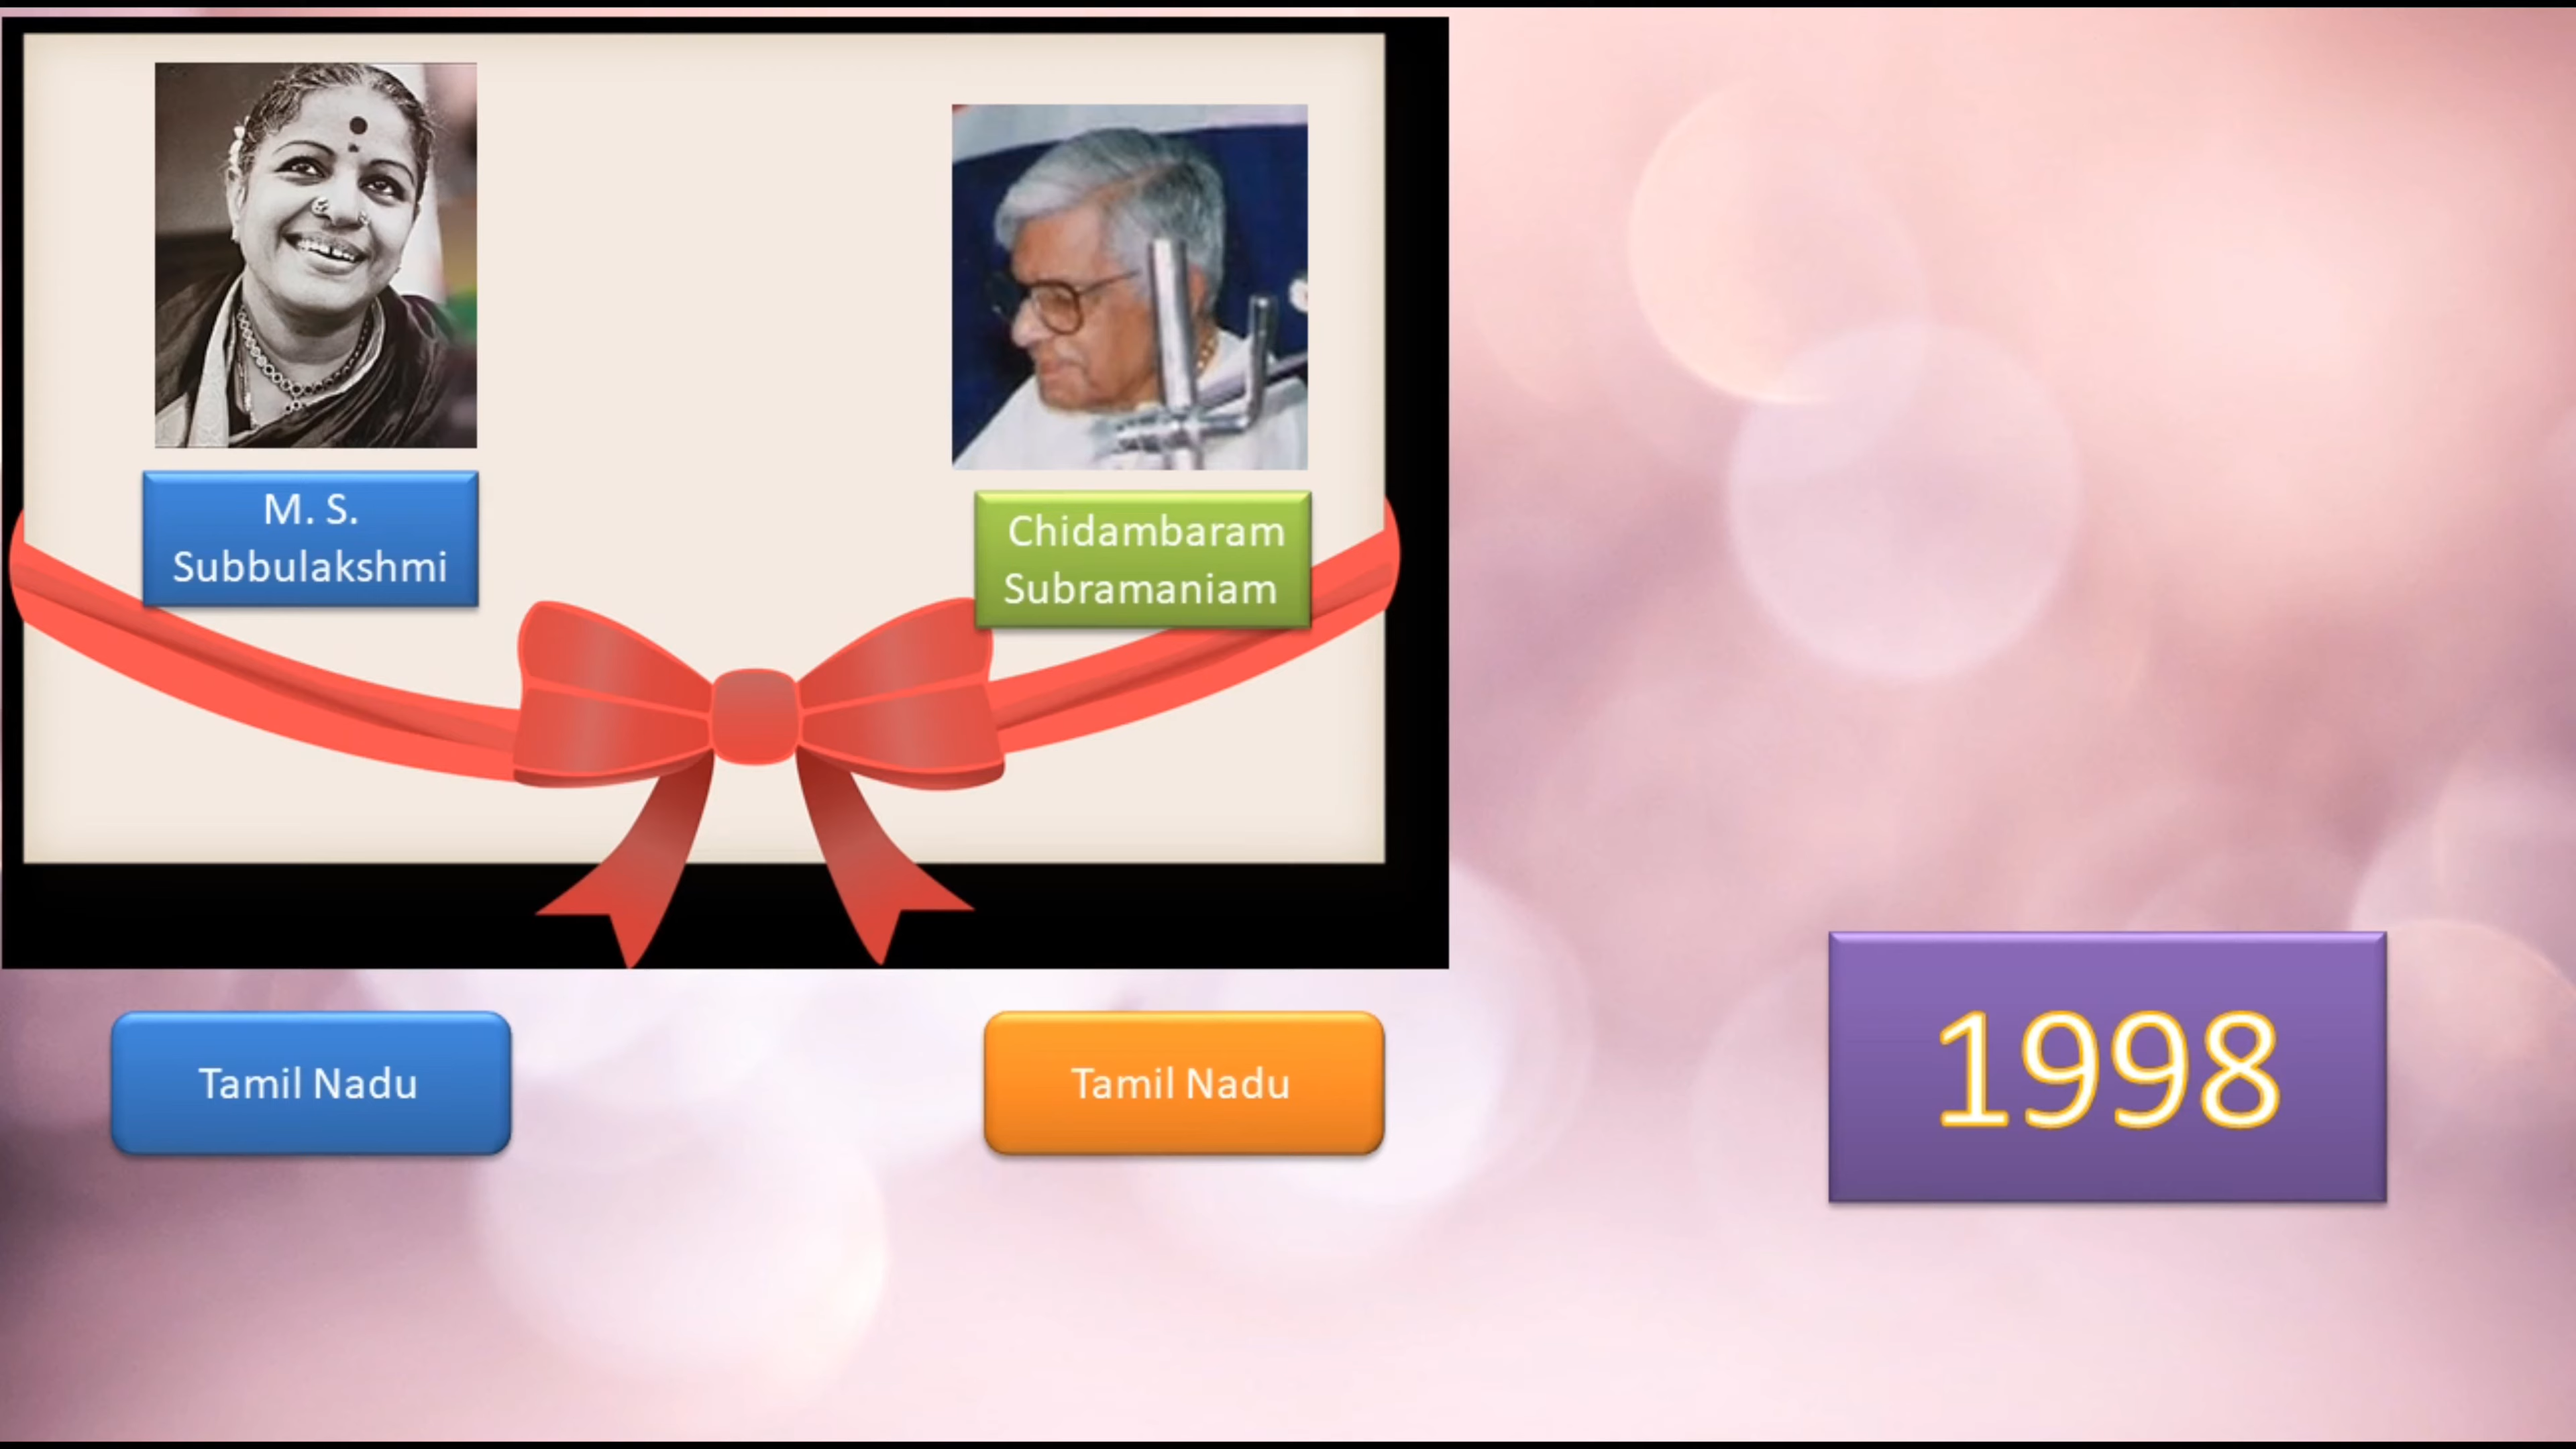 M. S.
Subbulakshmi
Chidambaram
Subramaniam
Tamil Nadu
Tamil Nadu
1998